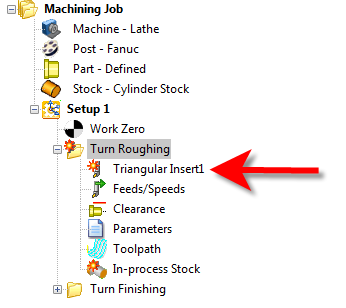 Machining Job
Machine - Lathe
Post - Fanuc
Part - Defined
Stock - Cylinder Stock
Setup 1
Work Zero
Turn Roughing
Triangular Insert1
Feeds/Speeds
Clearance
Parameters
Toolpath
In-process Stock
Turn Finishing